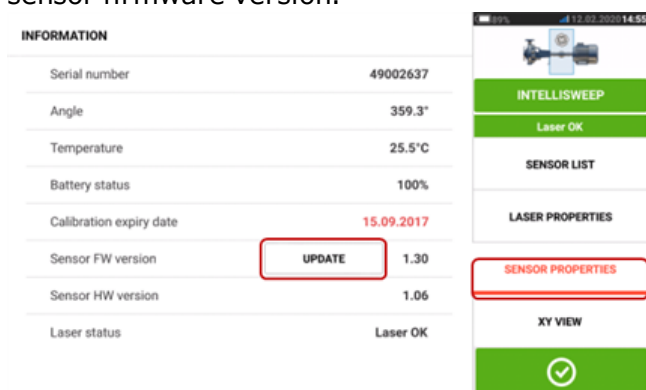 sensor firmware version.
INFORMATION
Serial number 49002637
Angle 359.3°
Temperature 25.5°C
Battery status 100%
Calibration expiry date 15.09.2017
Sensor FW version UPDATE 1.30
Sensor HW version 1.06
Laser status Laser OK
89% 12.02.2020 14:55
INTELLISWEEP
Laser OK
SENSOR LIST
LASER PROPERTIES
SENSOR PROPERTIES
XY VIEW